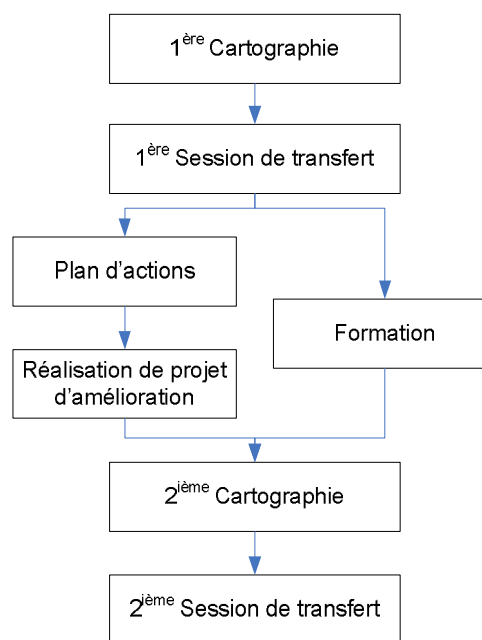 1ère Cartographie
1ère Session de transfert
Plan d’actions
Formation
Réalisation de projet
d’amélioration
2ième Cartographie
2ième Session de transfert